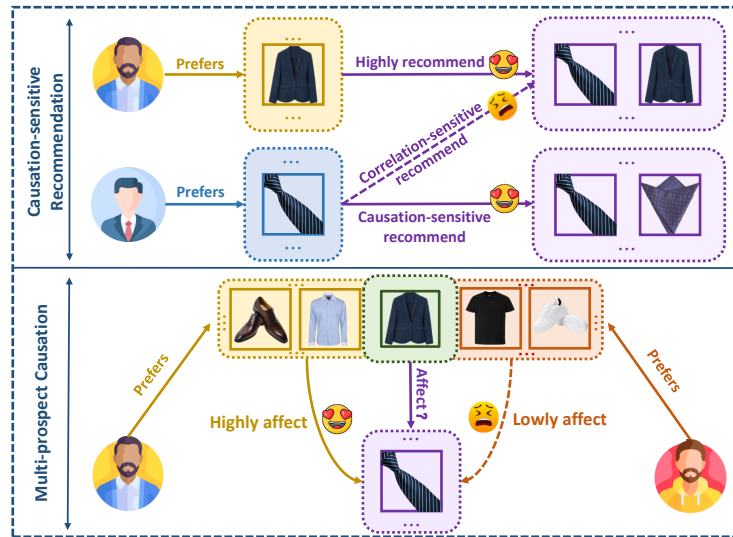 Causation-sensitive
Recommendation
Prefers
...
...
Highly recommend
...
...
Correlation-sensitive
recommend
Prefers
...
...
Causation-sensitive
recommend
...
...
Multi-prospect Causation
Prefers
...
...
...
...
...
...
Prefers
Highly affect
Affect ?
Lowly affect
...
...